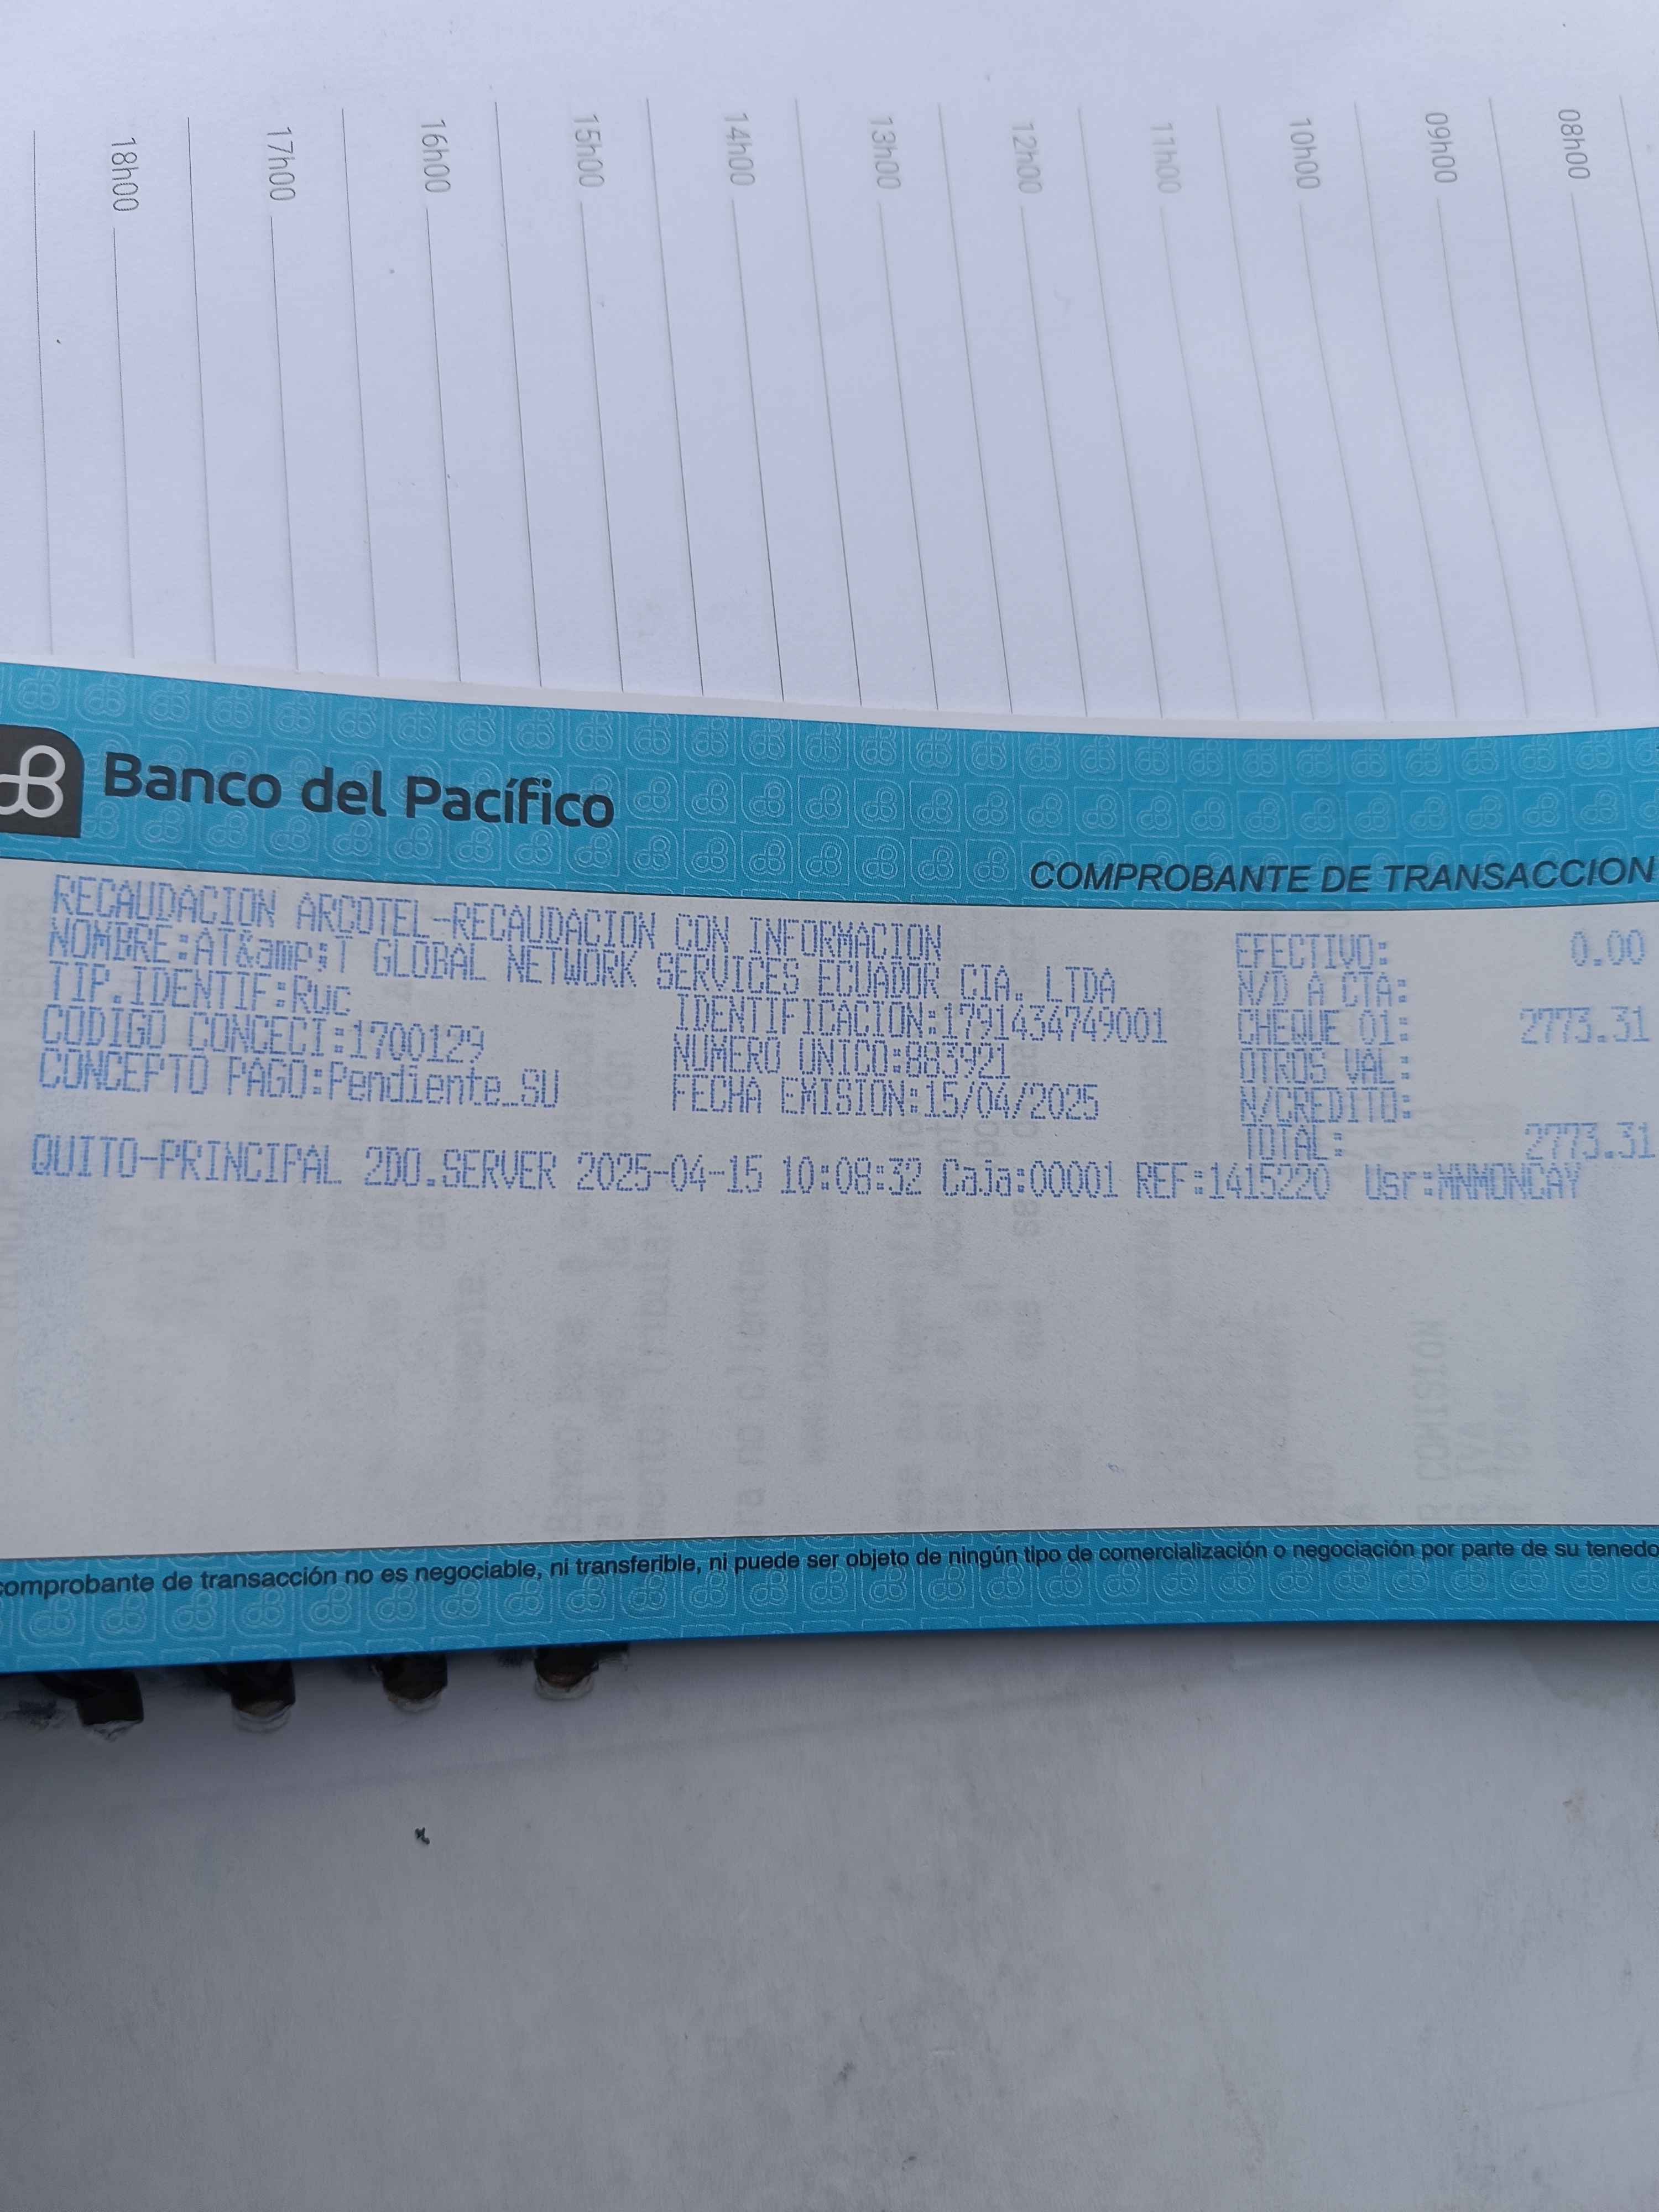 18h00
17h00
16h00
15h00
14h00
13h00
12h00
11h00
10h00
09h00
08h00
Banco del Pacífico
COMPROBANTE DE TRANSACCION
RECAUDACION ARCOTEL-RECAUDACION CON INFORMACION
NOMBRE:AT&amp;T GLOBAL NETWORK SERVICES ECUADOR CIA. LTDA
TIP.IDENTIF:Ruc IDENTIFICACION:1791434749001
CODIGO CONCECI:1700129 NUMERO UNICO:883921
CONCEPTO PAGO:Pendiente_SU FECHA EMISION:15/04/2025
EFECTIVO: 0.00
N/D A CTA:
CHEQUE 01: 2773.31
OTROS VAL:
N/CREDITO:
TOTAL: 2773.31
QUITO-PRINCIPAL 2DO.SERVER 2025-04-15 10:08:32 Caja:00001 REF:1415220 Usr:MNMONCAY
comprobante de transacción no es negociable, ni transferible, ni puede ser objeto de ningún tipo de comercialización o negociación por parte de su tenedo